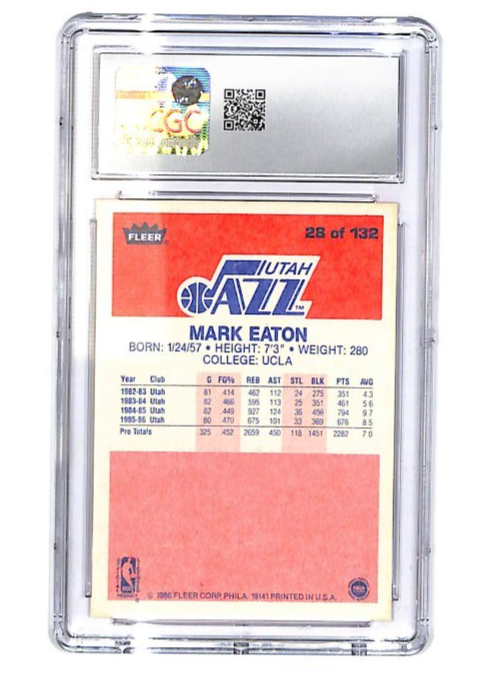 CGC
FLEER
28 of 132
UTAH
JAZZ
TM
MARK EATON
BORN: 1/24/57 • HEIGHT: 7'3" • WEIGHT: 280
COLLEGE: UCLA
Year Club G FG% REB AST STL BLK PTS AVG
1982-83 Utah 81 .414 462 112 24 275 351 4.3
1983-84 Utah 82 .466 595 113 25 351 461 5.6
1984-85 Utah 82 .449 927 124 36 456 794 9.7
1985-86 Utah 80 .470 675 101 33 369 676 8.5
Pro Totals 325 .452 2659 450 118 1451 2282 7.0
© 1986 FLEER CORP. PHILA. 19141 PRINTED IN U.S.A.